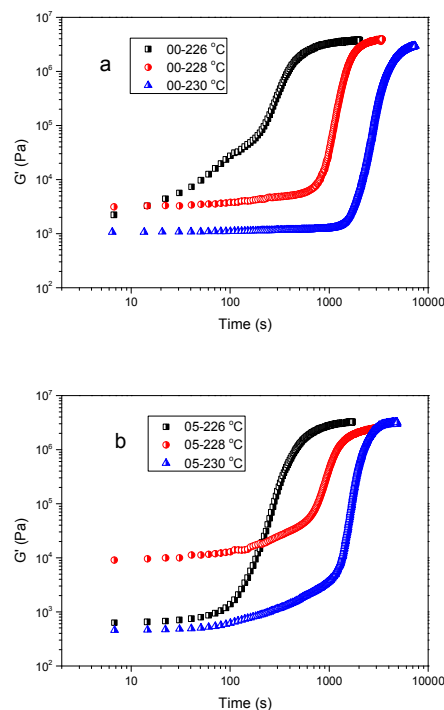 10⁷
10⁶
10⁵
10⁴
10³
10²
G' (Pa)
a
00-226 °C
00-228 °C
00-230 °C
10 100 1000 10000
Time (s)
10⁷
10⁶
10⁵
10⁴
10³
10²
G' (Pa)
b
05-226 °C
05-228 °C
05-230 °C
10 100 1000 10000
Time (s)